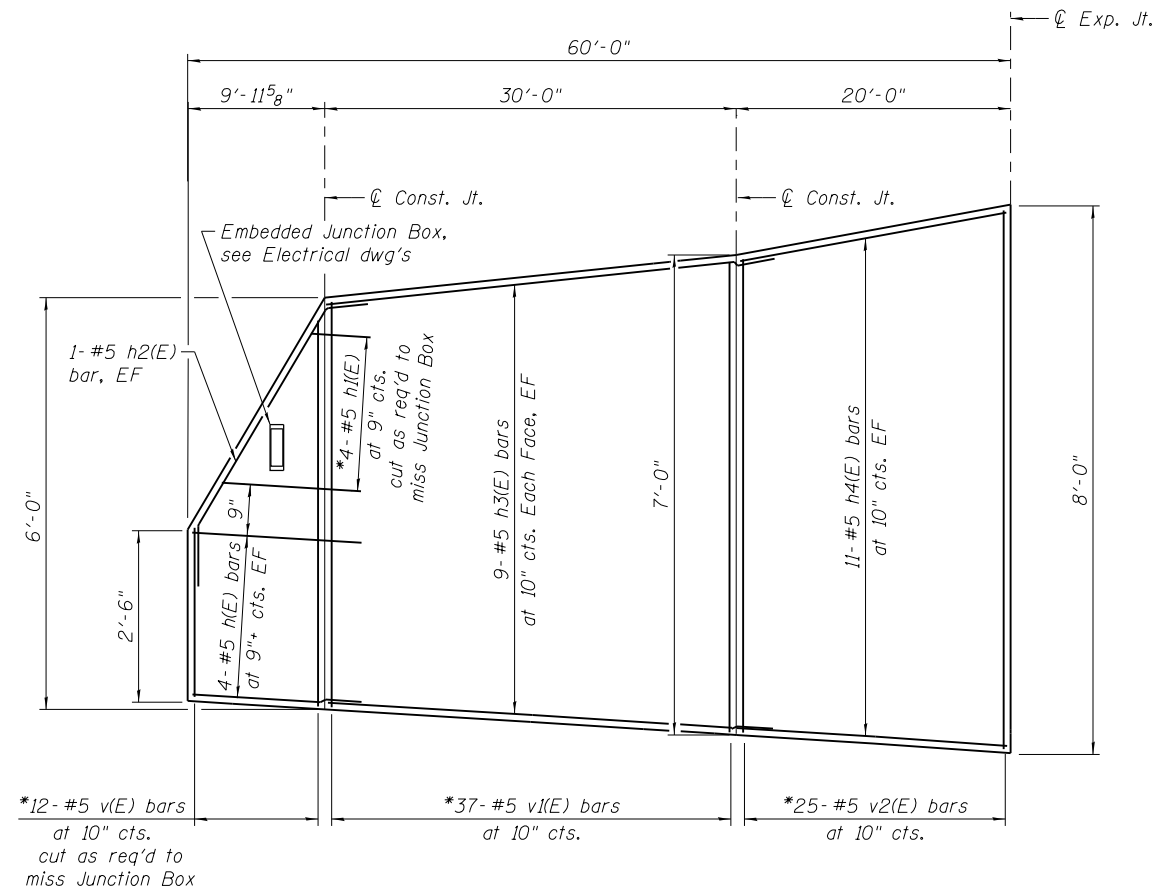 ℄ Exp. Jt.
60'-0"
9'-11 5/8"
30'-0"
20'-0"
℄ Const. Jt.
℄ Const. Jt.
Embedded Junction Box,
see Electrical dwg's
1-#5 h2(E)
bar, EF
*4-#5 h1(E)
at 9" cts.
cut as req'd to
miss Junction Box
9-#5 h3(E) bars
at 10" cts. Each Face, EF
11-#5 h4(E) bars
at 10" cts. EF
6'-0"
7'-0"
8'-0"
9"
2'-6"
4-#5 h(E) bars
at 9"+ cts. EF
*12-#5 v(E) bars
at 10" cts.
cut as req'd to
miss Junction Box
*37-#5 v1(E) bars
at 10" cts.
*25-#5 v2(E) bars
at 10" cts.